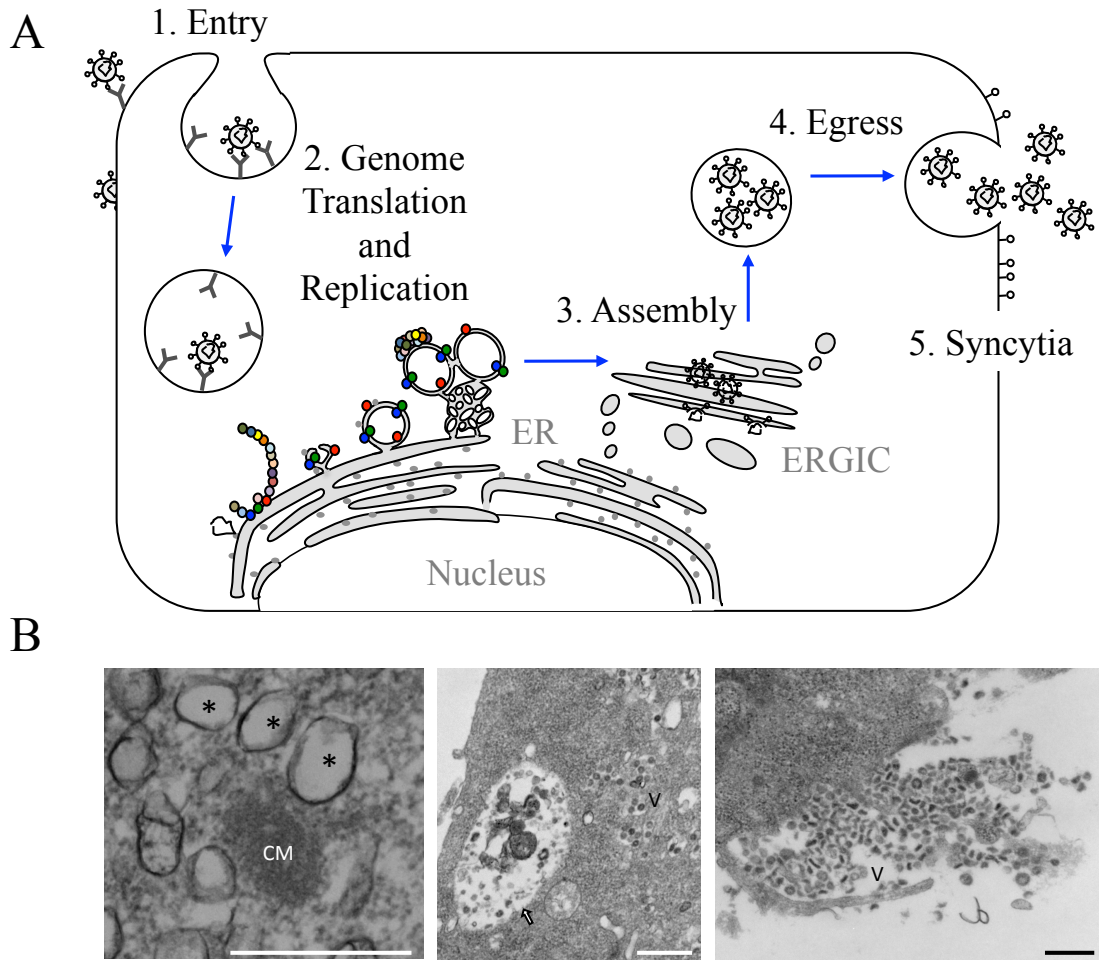 A
1. Entry
2. Genome
Translation
and
Replication
4. Egress
3. Assembly
5. Syncytia
ER
ERGIC
Nucleus
B
*
*
*
CM
V
V